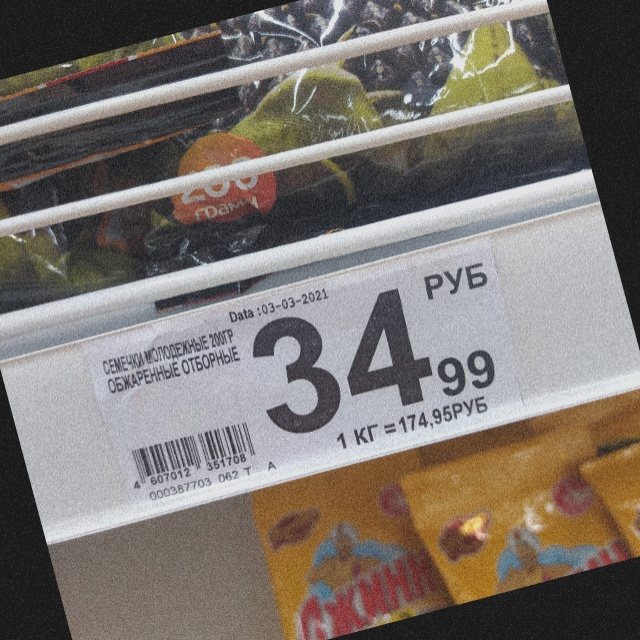 200
грамм
Data :03-03-2021
СЕМЕЧКИ МОЛОДЕЖНЫЕ 200ГР
ОБЖАРЕННЫЕ ОТБОРНЫЕ
34
РУБ
99
1 КГ =174,95РУБ
4 607012 351708
000387703 062 Т А
ДЖИНН